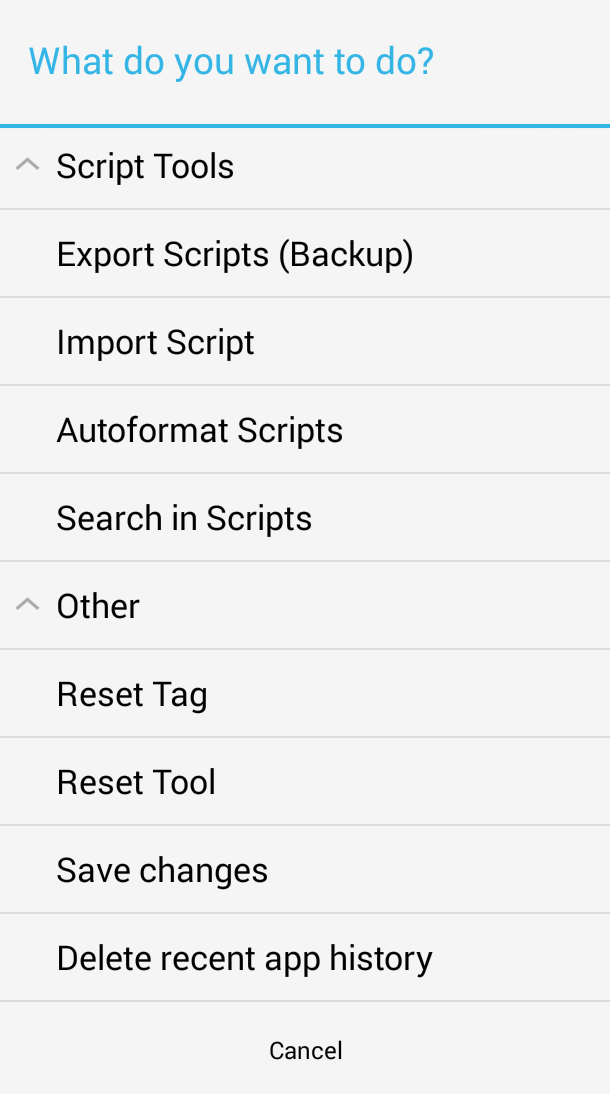 What do you want to do?
Script Tools
Export Scripts (Backup)
Import Script
Autoformat Scripts
Search in Scripts
Other
Reset Tag
Reset Tool
Save changes
Delete recent app history
Cancel